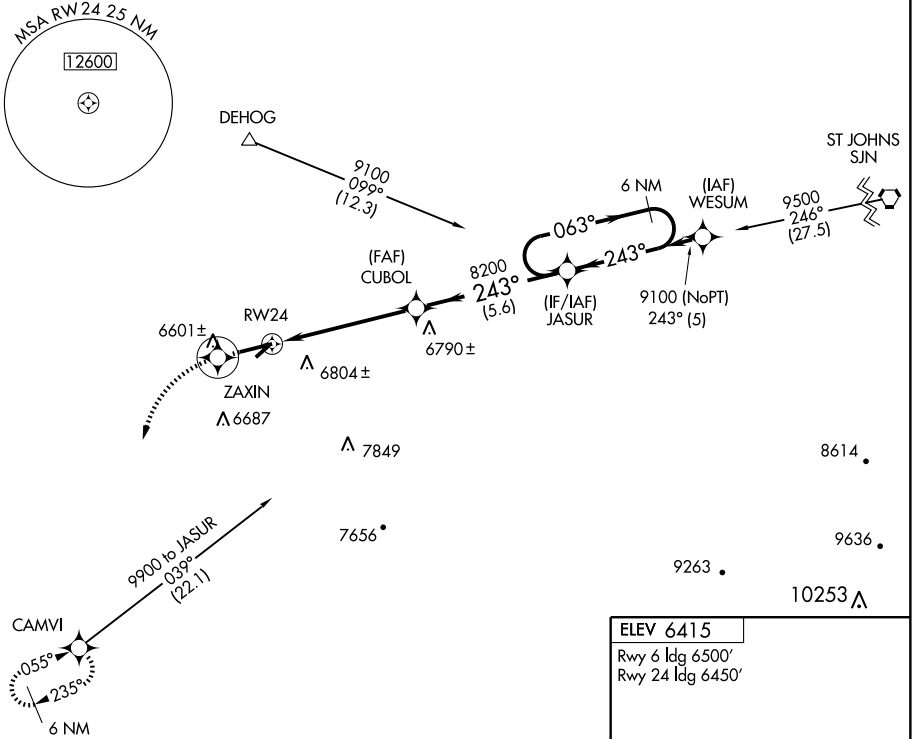 MSA RW24 25 NM
12600
DEHOG
9100
099°
(12.3)
ST JOHNS
SJN
9500
246°
(27.5)
6 NM
(IAF)
WESUM
063°
243°
9100 (NoPT)
243° (5)
(IF/IAF)
JASUR
8200
243°
(5.6)
(FAF)
CUBOL
6790±
RW24
6601±
6804±
ZAXIN
6687
7849
7656
8614
9636
9263
10253
9900 to JASUR
039°
(22.1)
CAMVI
055°
235°
6 NM
ELEV 6415
Rwy 6 ldg 6500'
Rwy 24 ldg 6450'